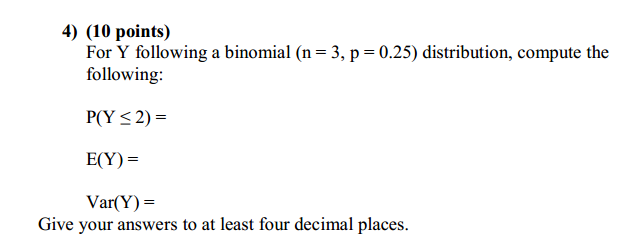 4) (10 points)
For Y following a binomial (n = 3, p = 0.25) distribution, compute the
following:
P(Y ≤ 2) =
E(Y) =
Var(Y) =
Give your answers to at least four decimal places.